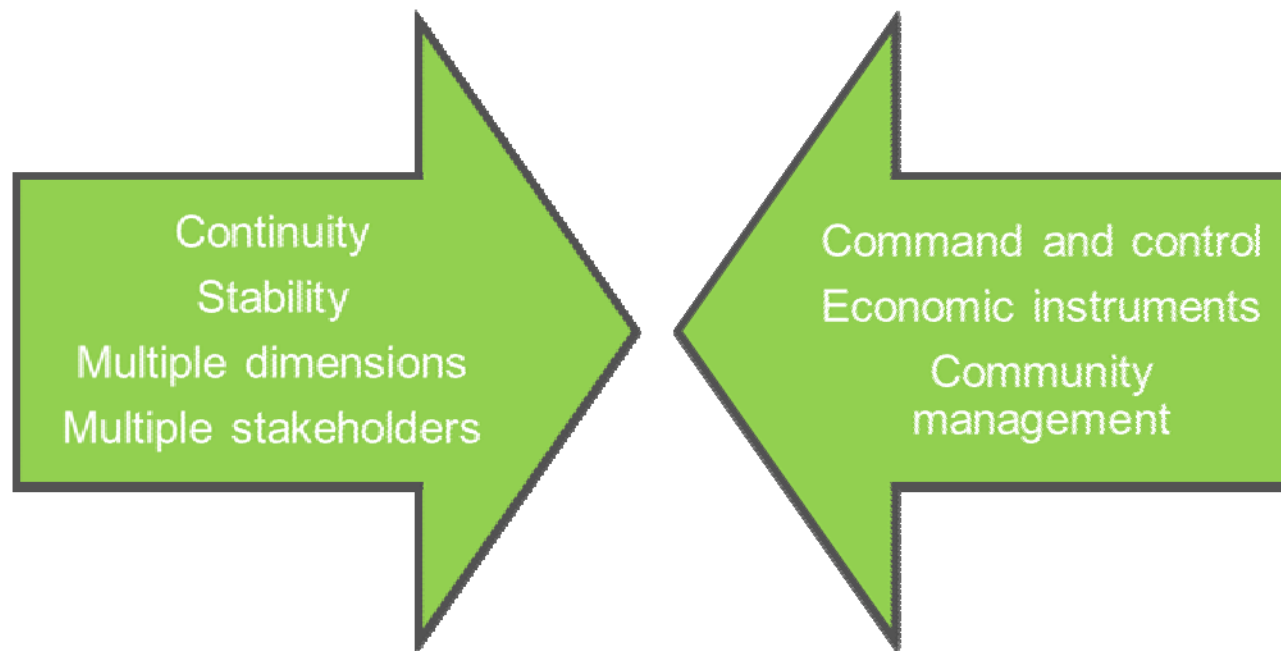 Continuity
Stability
Multiple dimensions
Multiple stakeholders
Command and control
Economic instruments
Community
management